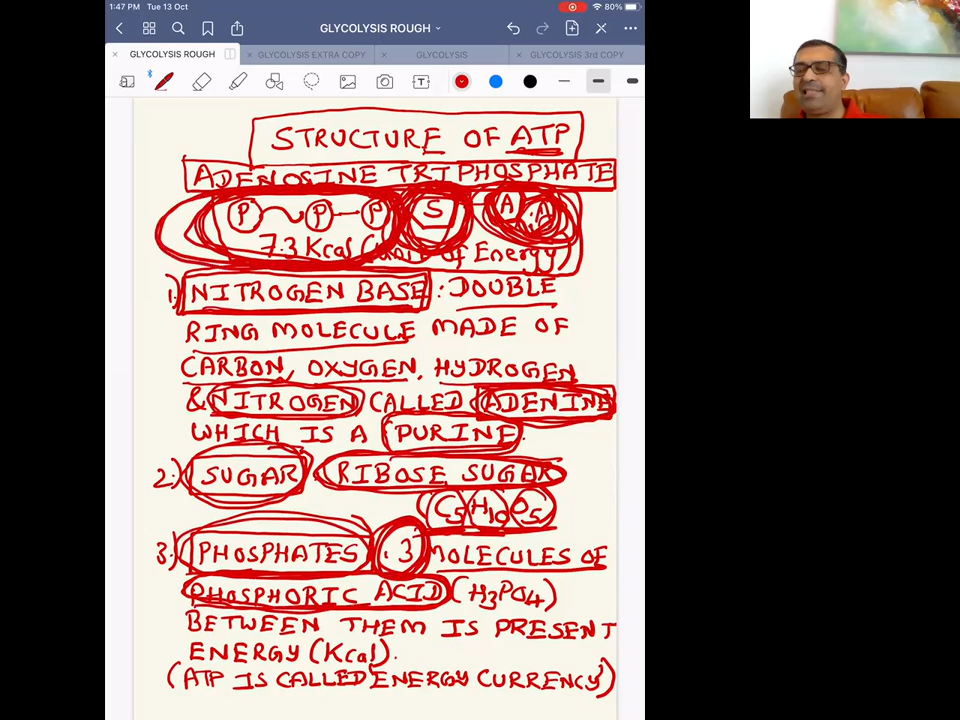 1:47 PM Tue 13 Oct
80%
GLYCOLYSIS ROUGH
GLYCOLYSIS ROUGH
GLYCOLYSIS EXTRA COPY
GLYCOLYSIS
GLYCOLYSIS 3rd COPY
T
STRUCTURE OF ATP
ADENOSINE TRIPHOSPHATE
P P P S A
7.3 Kcal of Energy)
1.) NITROGEN BASE: DOUBLE
RING MOLECULE MADE OF
CARBON, OXYGEN, HYDROGEN
& NITROGEN CALLED ADENINE
WHICH IS A PURINE.
2.) SUGAR RIBOSE SUGAR
C5 H10 O5
3.) PHOSPHATES . 3 MOLECULES OF
PHOSPHORIC ACID (H3PO4)
BETWEEN THEM IS PRESENT
ENERGY (Kcal).
(ATP IS CALLED ENERGY CURRENCY)